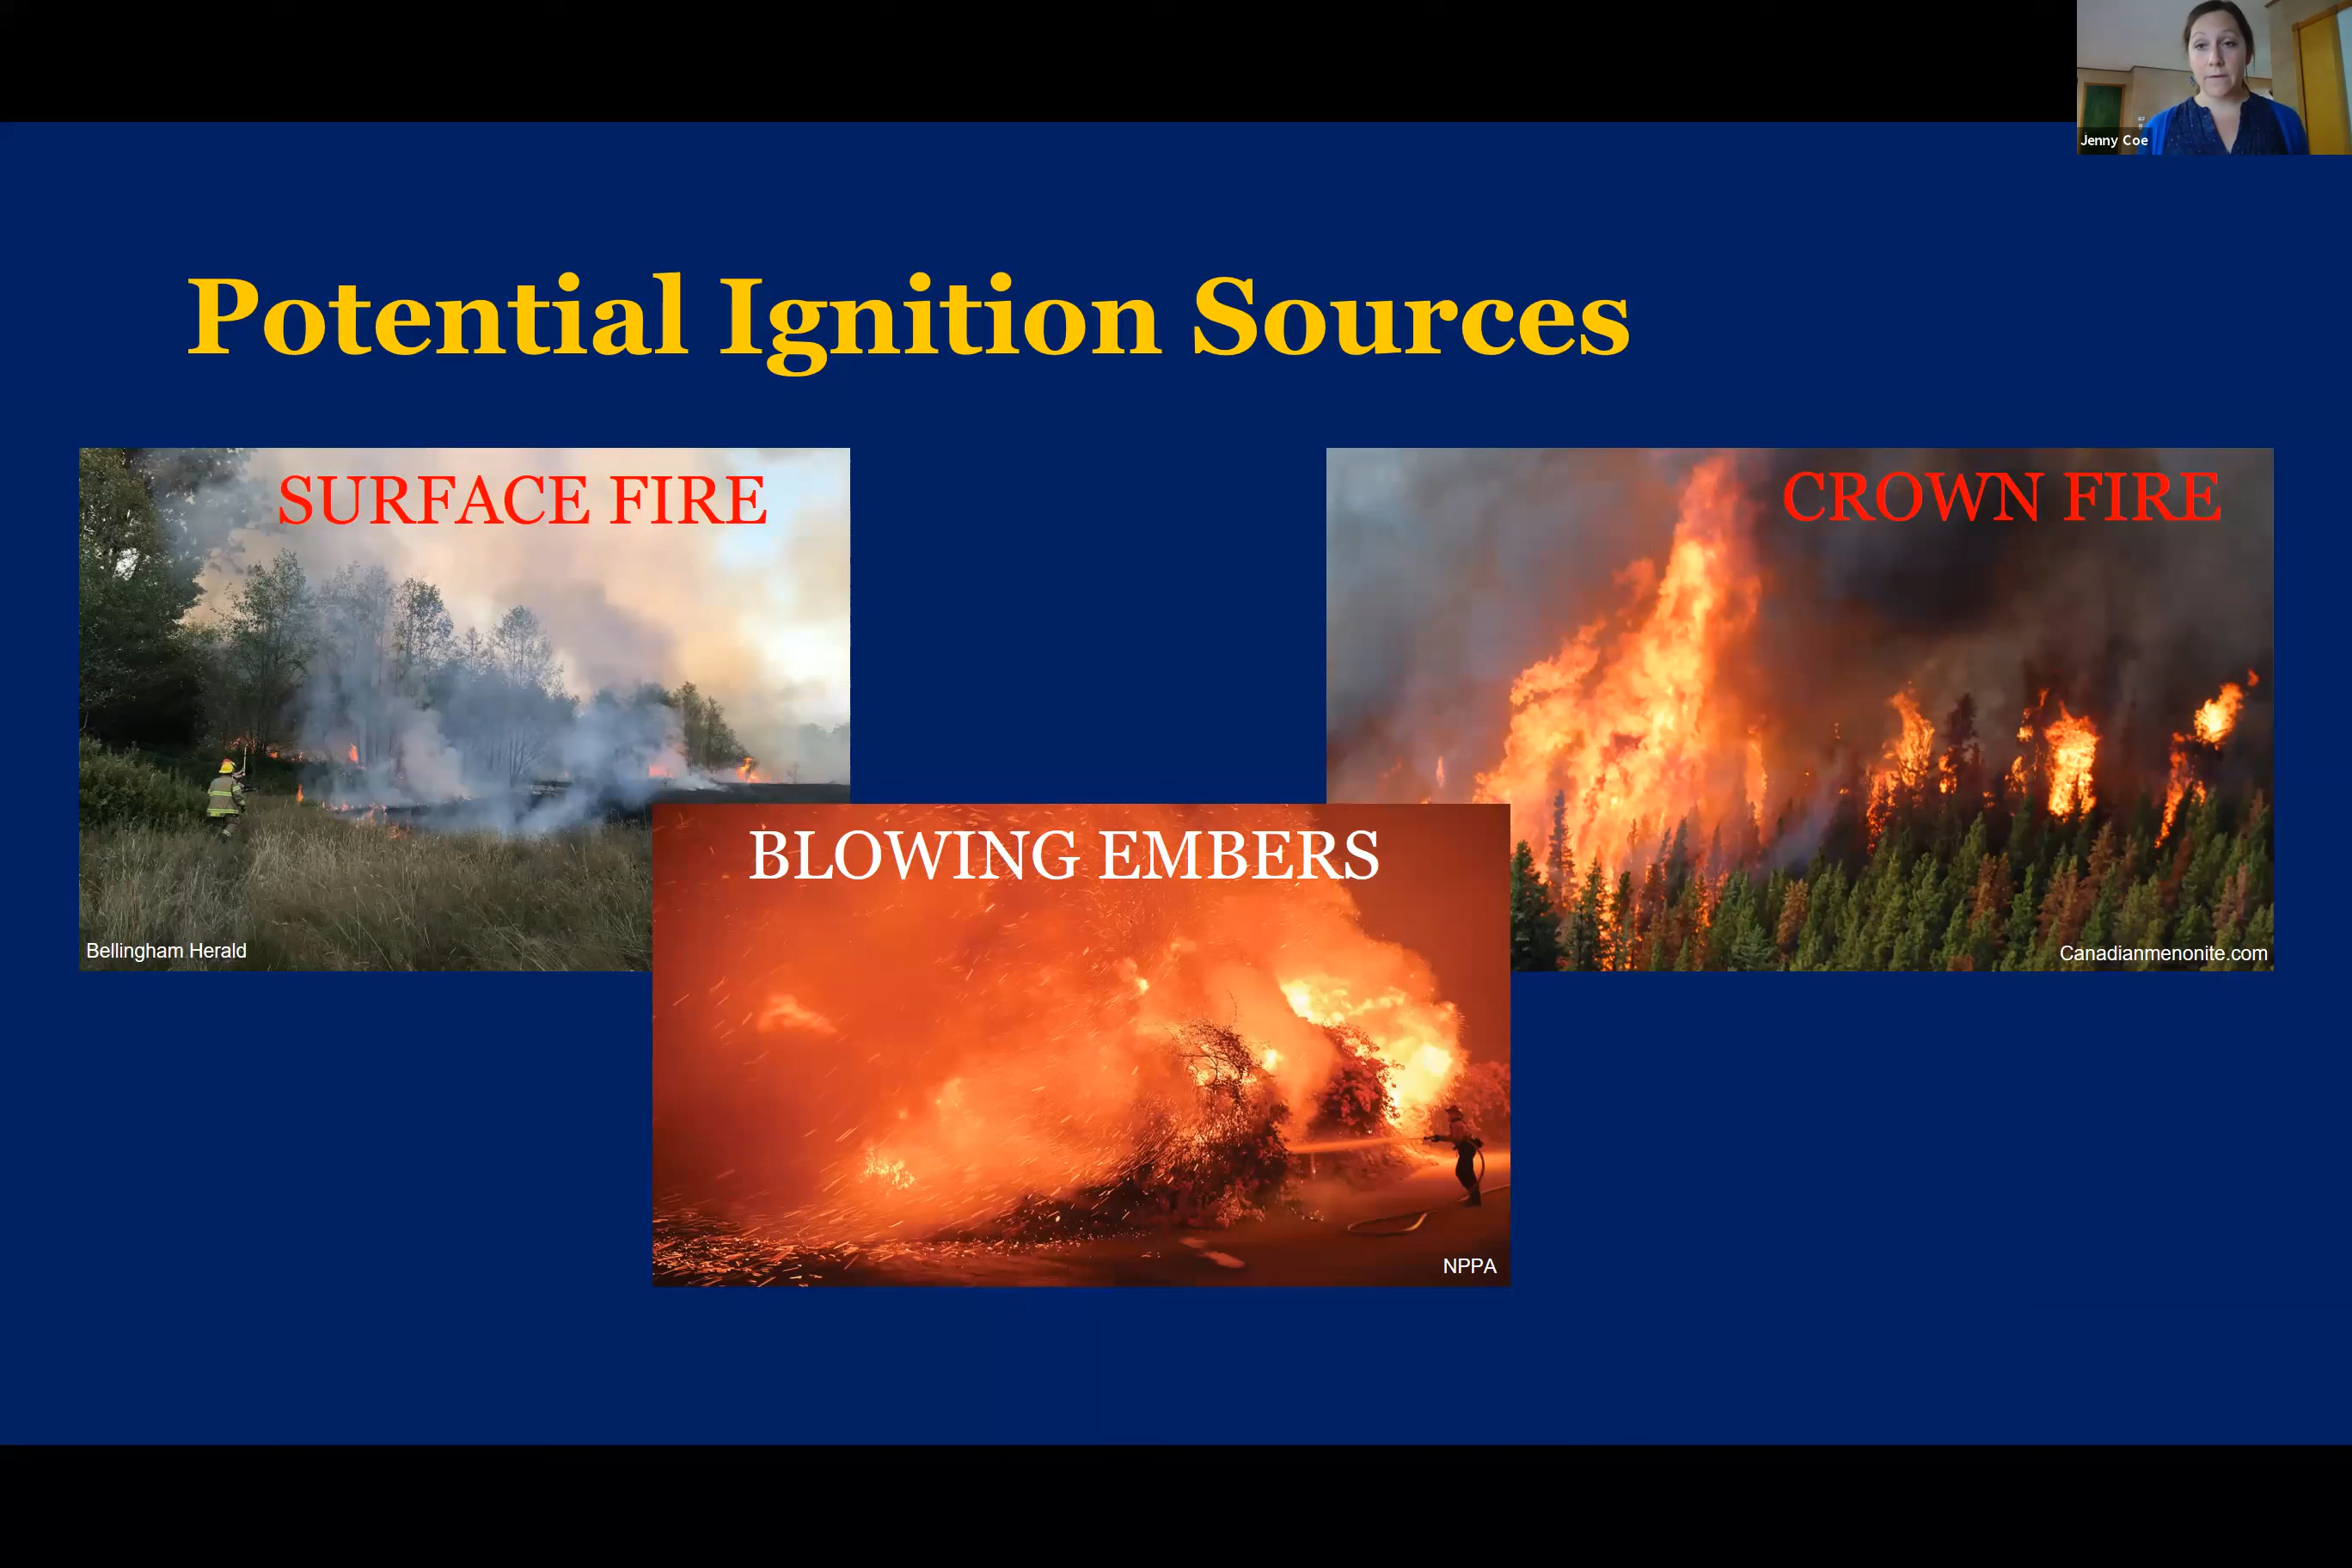 Jenny Coe
Potential Ignition Sources
SURFACE FIRE
Bellingham Herald
CROWN FIRE
Canadianmenonite.com
BLOWING EMBERS
NPPA